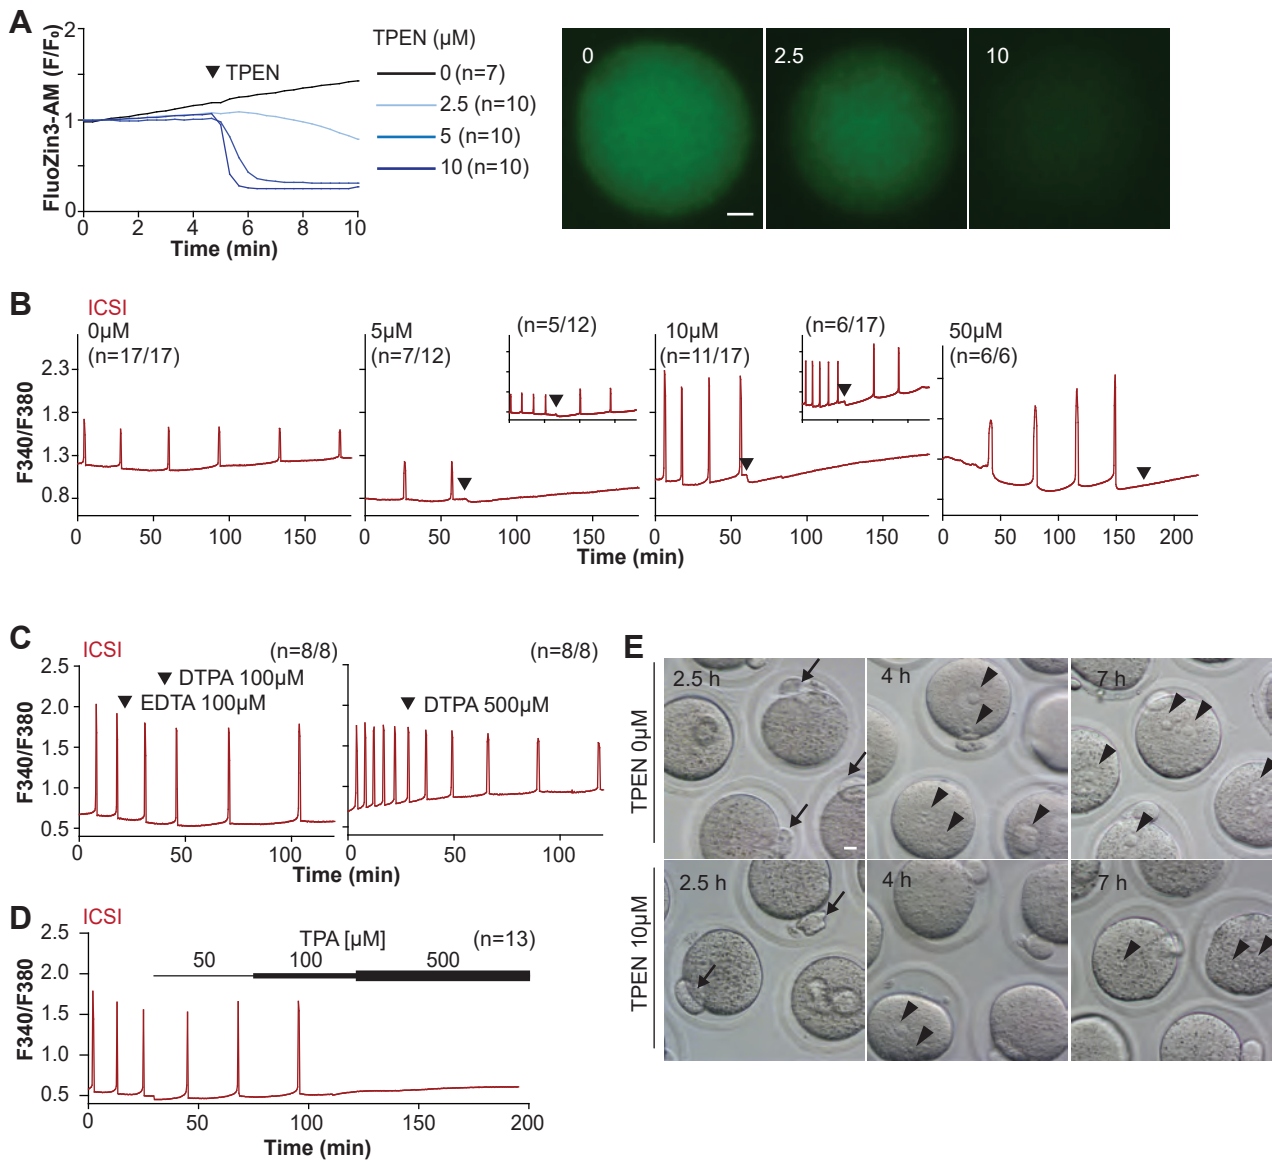 A
FluoZin3-AM (F/F₀)
2
1
0
▼ TPEN
0 2 4 6 8 10
Time (min)
TPEN (μM)
0 (n=7)
2.5 (n=10)
5 (n=10)
10 (n=10)
0
2.5
10
B
ICSI
F340/F380
2.3
1.8
1.3
0.8
0μM
(n=17/17)
5μM
(n=7/12)
(n=5/12)
10μM
(n=11/17)
(n=6/17)
50μM
(n=6/6)
0 50 100 150
0 50 100 150
0 50 100 150
0 50 100 150 200
Time (min)
C
ICSI
F340/F380
2.5
2.0
1.5
1.0
0.5
(n=8/8)
▼ DTPA 100μM
▼ EDTA 100μM
(n=8/8)
▼ DTPA 500μM
0 50 100
0 50 100
Time (min)
D
ICSI
F340/F380
2.5
2.0
1.5
1.0
0.5
TPA [μM]
(n=13)
50 100 500
0 50 100 150 200
Time (min)
E
TPEN 0μM
2.5 h
4 h
7 h
TPEN 10μM
2.5 h
4 h
7 h